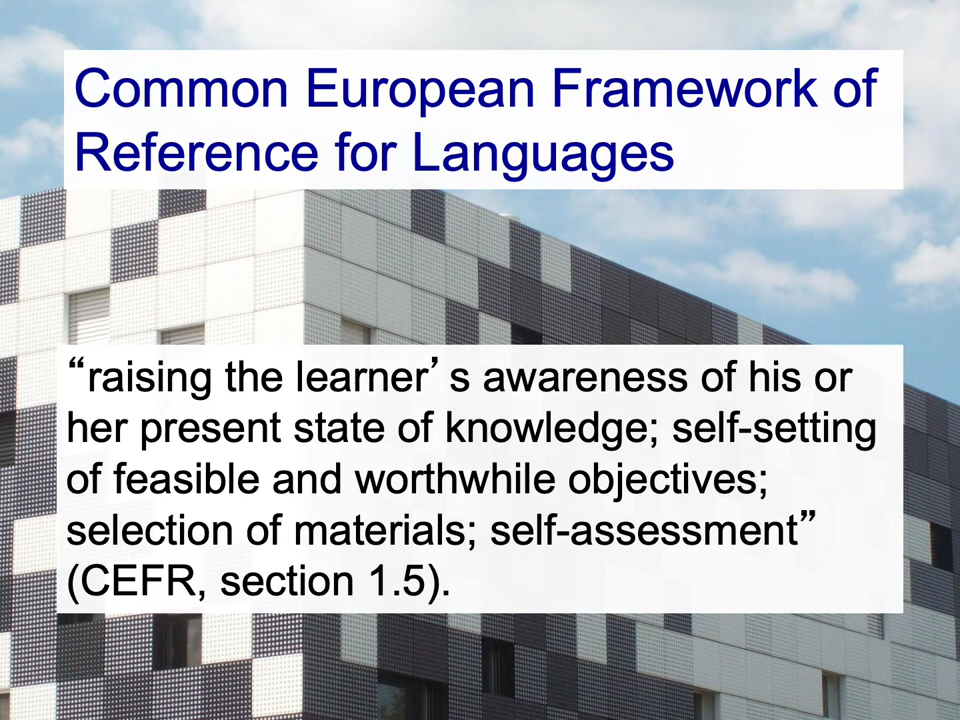 Common European Framework of
Reference for Languages
“raising the learner’s awareness of his or
her present state of knowledge; self-setting
of feasible and worthwhile objectives;
selection of materials; self-assessment”
(CEFR, section 1.5).